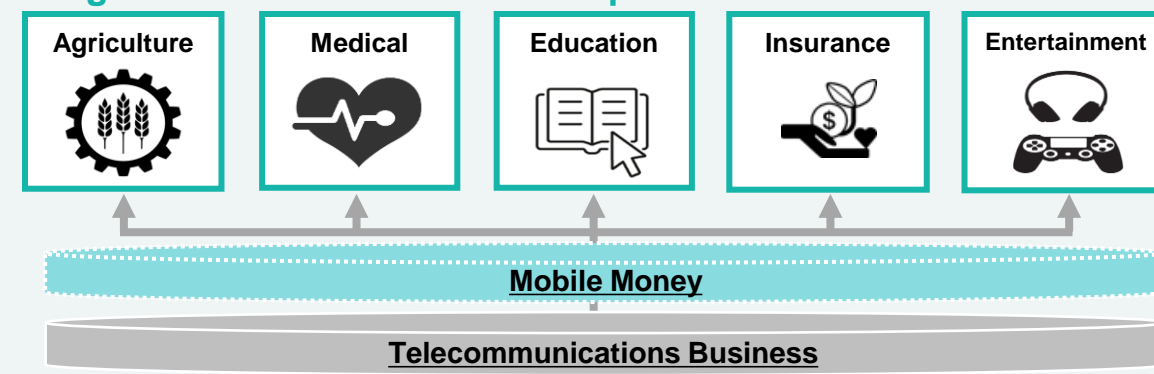 Agriculture
Medical
Education
Insurance
Entertainment
$
Mobile Money
Telecommunications Business